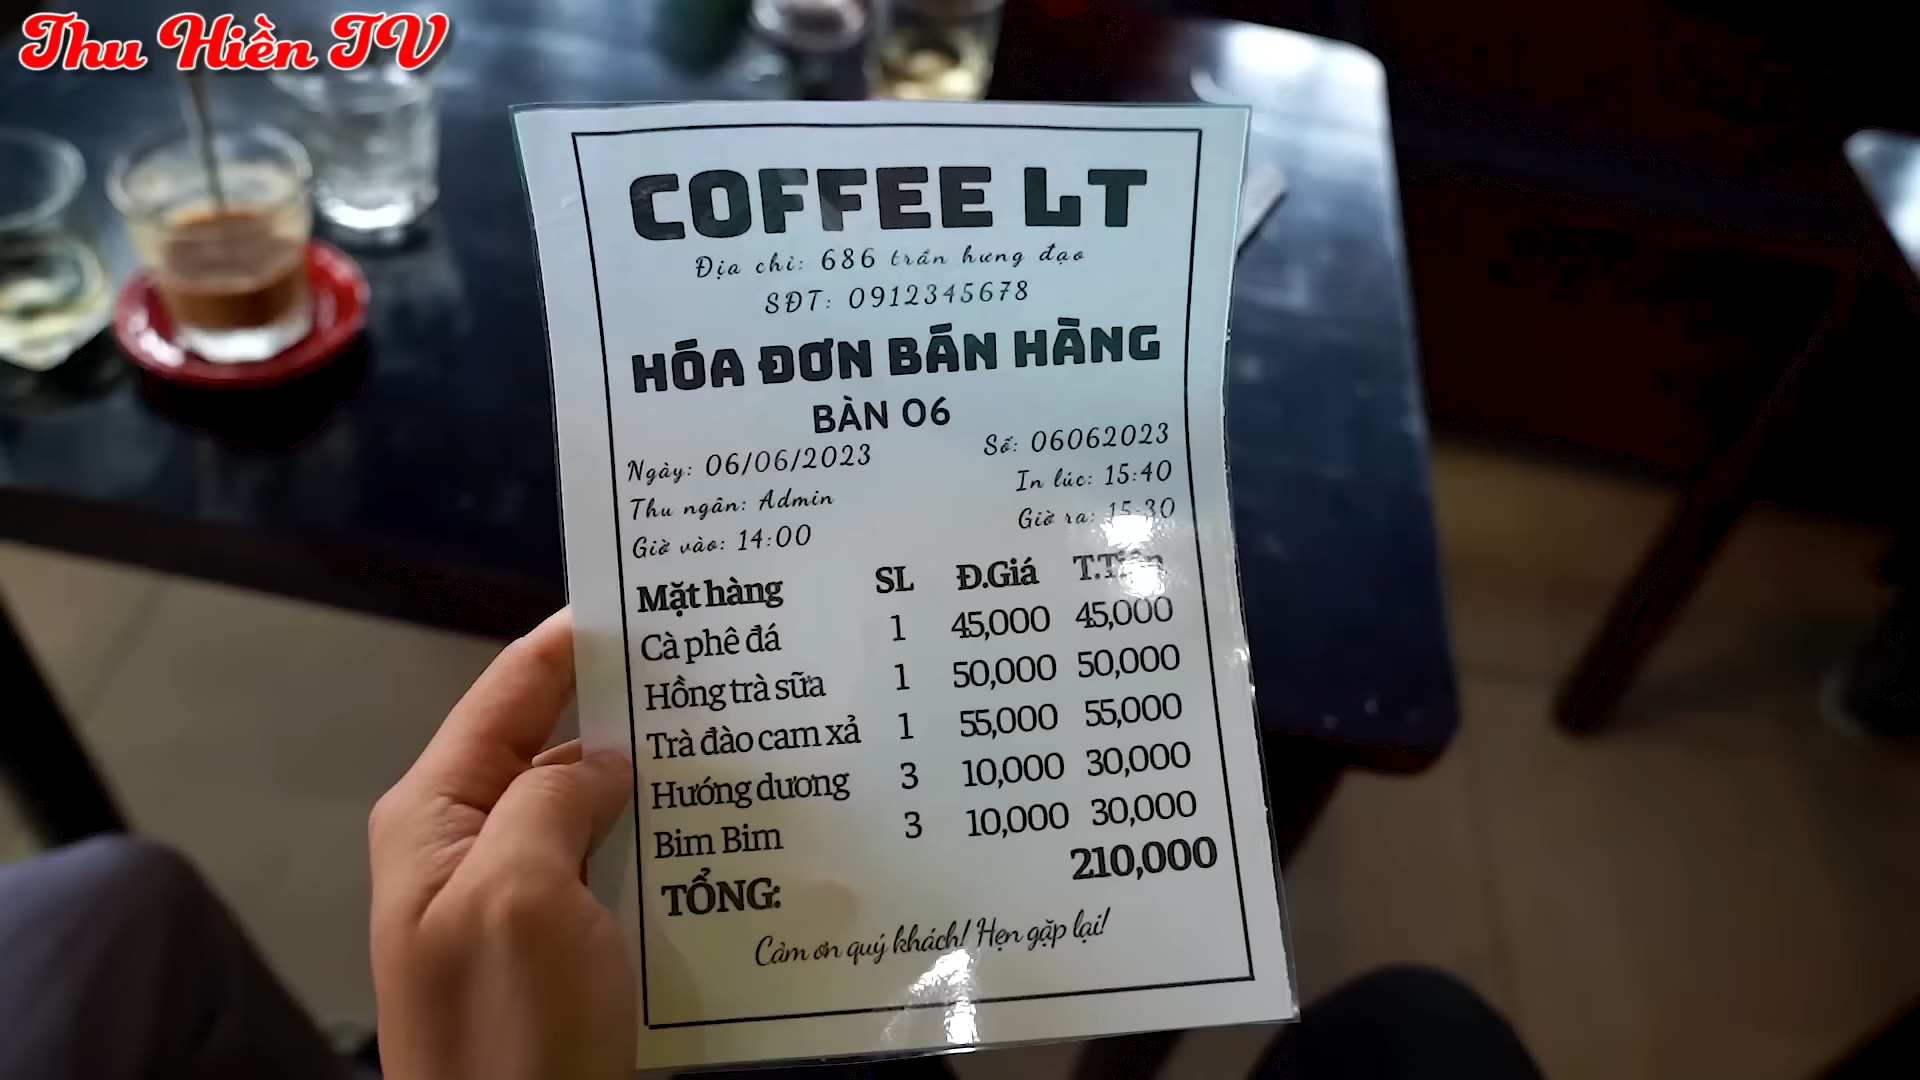 Thu Hiền TV
COFFEE LT
Địa chỉ: 686 trần hưng đạo
SĐT: 0912345678
HÓA ĐƠN BÁN HÀNG
BÀN 06
Ngày: 06/06/2023 Số: 06062023
Thu ngân: Admin In lúc: 15:40
Giờ vào: 14:00 Giờ ra: 15:30
Mặt hàng SL Đ.Giá T.Tiền
Cà phê đá 1 45,000 45,000
Hồng trà sữa 1 50,000 50,000
Trà đào cam xả 1 55,000 55,000
Hướng dương 3 10,000 30,000
Bim Bim 3 10,000 30,000
TỔNG: 210,000
Cảm ơn quý khách! Hẹn gặp lại!